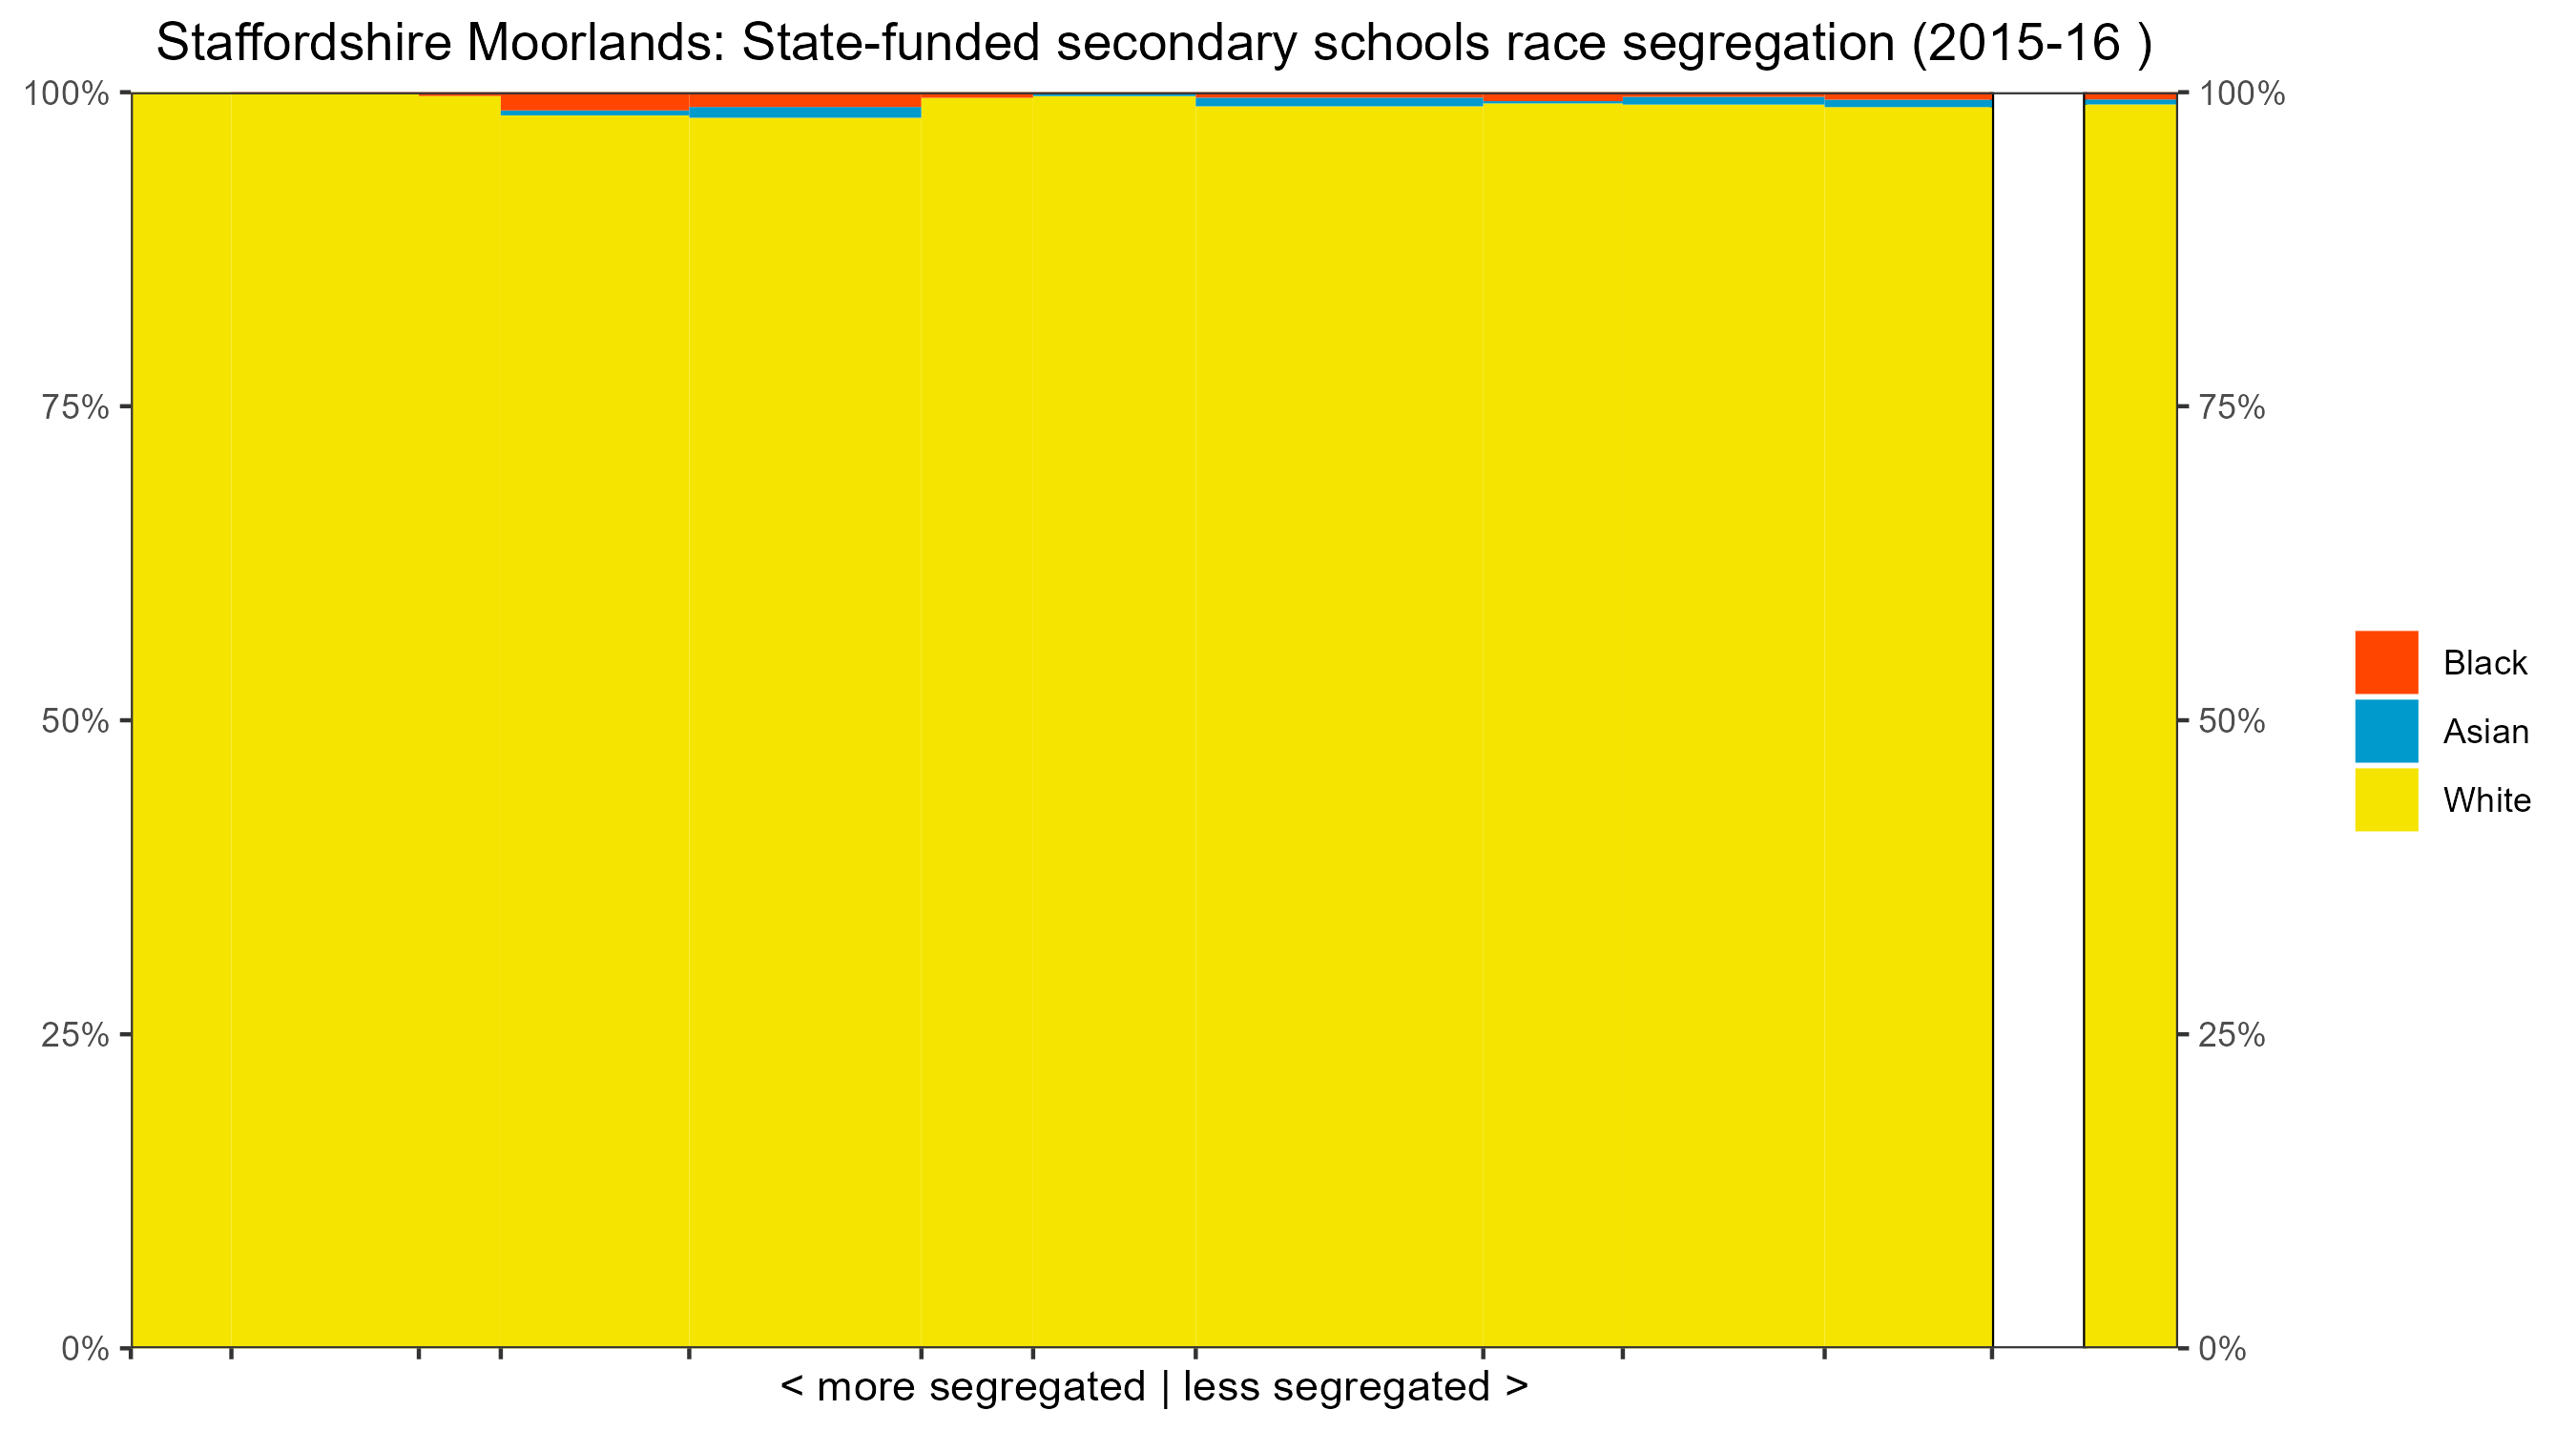 Staffordshire Moorlands: State-funded secondary schools race segregation (2015-16 )
100%
75%
50%
25%
0%
100%
75%
50%
25%
0%
Black
Asian
White
< more segregated | less segregated >